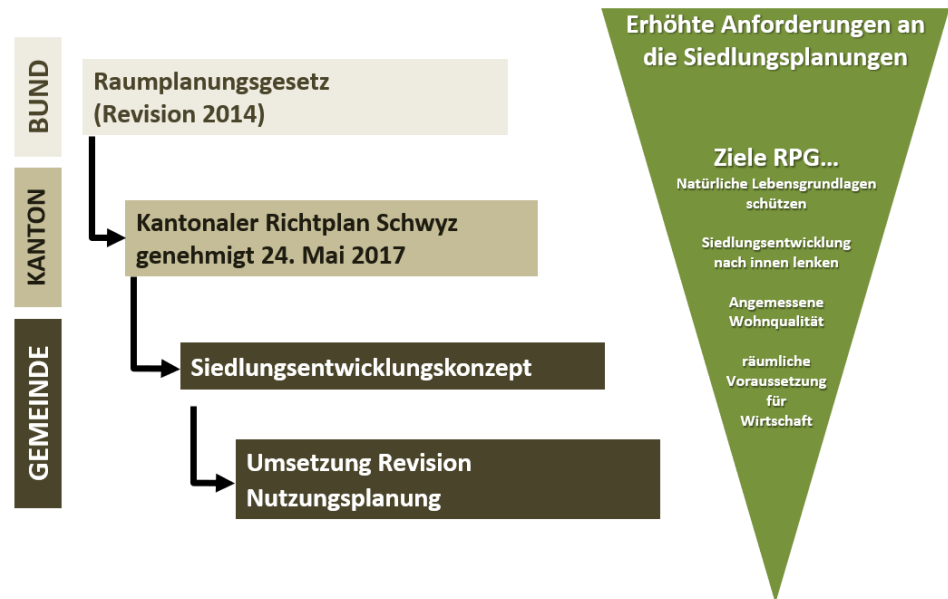 BUND
Raumplanungsgesetz
(Revision 2014)
KANTON
Kantonaler Richtplan Schwyz
genehmigt 24. Mai 2017
GEMEINDE
Siedlungsentwicklungskonzept
Umsetzung Revision
Nutzungsplanung
Erhöhte Anforderungen an
die Siedlungsplanungen
Ziele RPG...
Natürliche Lebensgrundlagen
schützen
Siedlungsentwicklung
nach innen lenken
Angemessene
Wohnqualität
räumliche
Voraussetzung
für
Wirtschaft